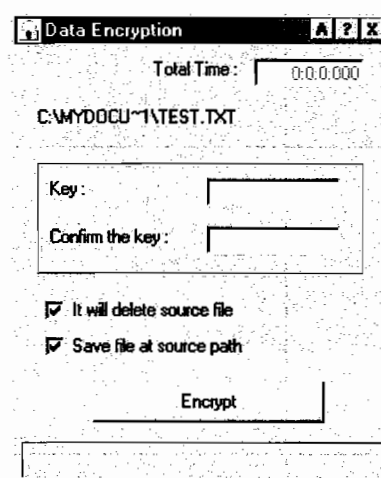 Data Encryption A ? X
Total Time : 0:0:0:000
C:\MYDOCU~1\TEST.TXT
Key :
Confirm the key :
It will delete source file
Save file at source path
Encrypt